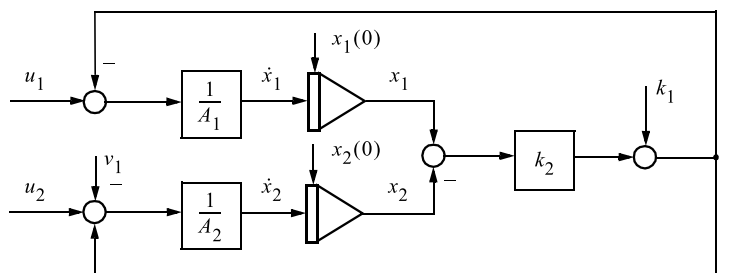 −
x₁(0)
u₁
1/A₁
ẋ₁
x₁
k₁
v₁
−
x₂(0)
k₂
u₂
1/A₂
ẋ₂
x₂
−